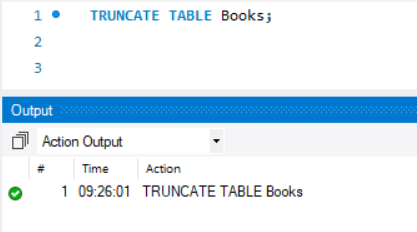 1 TRUNCATE TABLE Books;
2
3
Output
Action Output
# Time Action
1 09:26:01 TRUNCATE TABLE Books